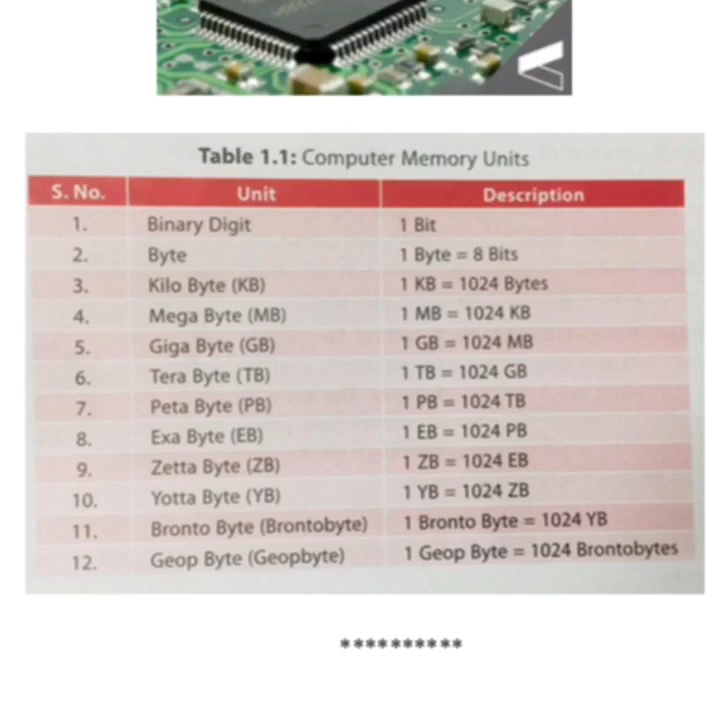 Table 1.1: Computer Memory Units
S. No. Unit Description
1. Binary Digit 1 Bit
2. Byte 1 Byte = 8 Bits
3. Kilo Byte (KB) 1 KB = 1024 Bytes
4. Mega Byte (MB) 1 MB = 1024 KB
5. Giga Byte (GB) 1 GB = 1024 MB
6. Tera Byte (TB) 1 TB = 1024 GB
7. Peta Byte (PB) 1 PB = 1024 TB
8. Exa Byte (EB) 1 EB = 1024 PB
9. Zetta Byte (ZB) 1 ZB = 1024 EB
10. Yotta Byte (YB) 1 YB = 1024 ZB
11. Bronto Byte (Brontobyte) 1 Bronto Byte = 1024 YB
12. Geop Byte (Geopbyte) 1 Geop Byte = 1024 Brontobytes
**********